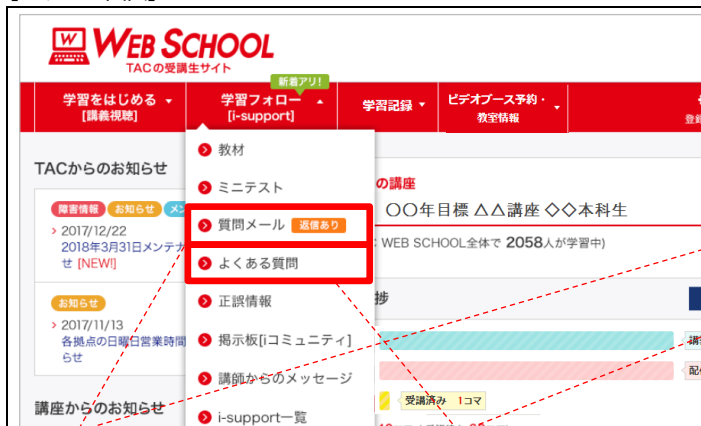 WEB SCHOOL
TACの受講生サイト
新着アリ!
学習をはじめる ▼
[講義視聴]
学習フォロー ▲
[i-support]
学習記録 ▼
ビデオブース予約・
教室情報 ▼
TACからのお知らせ
障害情報 お知らせ
> 2017/12/22
2018年3月31日メンテナ
せ [NEW!]
お知らせ
> 2017/11/13
各拠点の日曜日営業時間
らせ
講座からのお知らせ
教材
ミニテスト
質問メール 返信あり
よくある質問
正誤情報
掲示板[iコミュニティ]
講師からのメッセージ
i-support一覧
の講座
〇〇年目標 △△講座 ◇◇本科生
WEB SCHOOL全体で 2058人が学習中)
捗
受講済み 1コマ